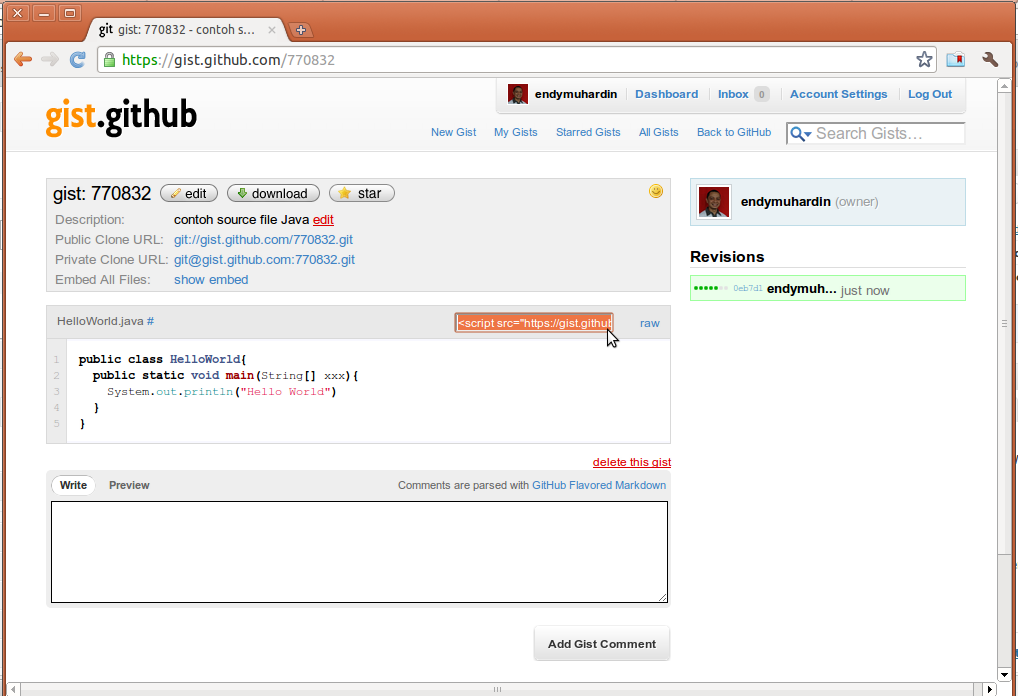 git gist: 770832 - contoh s...
https://gist.github.com/770832
gist.github
endymuhardin Dashboard Inbox 0 Account Settings Log Out
New Gist My Gists Starred Gists All Gists Back to GitHub Search Gists...
gist: 770832 edit download star
Description: contoh source file Java edit
Public Clone URL: git://gist.github.com/770832.git
Private Clone URL: git@gist.github.com:770832.git
Embed All Files: show embed
endymuhardin (owner)
Revisions
0eb7d1 endymuh... just now
HelloWorld.java # <script src="https://gist.githu raw
1 public class HelloWorld{
2 public static void main(String[] xxx){
3 System.out.println("Hello World")
4 }
5 }
delete this gist
Write Preview Comments are parsed with GitHub Flavored Markdown
Add Gist Comment